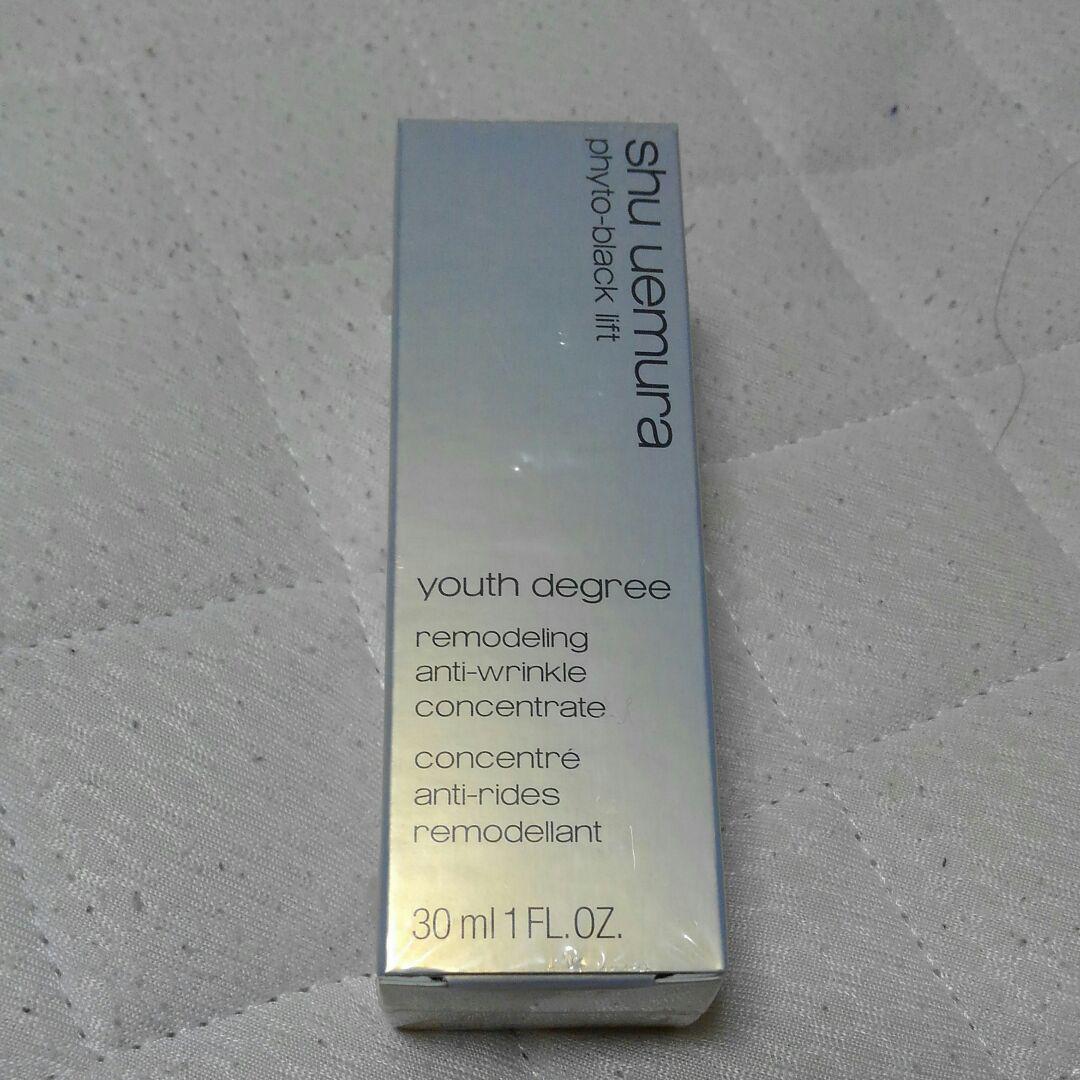 shu uemura
phyto-black lift
youth degree
remodeling
anti-wrinkle
concentrate
concentré
anti-rides
remodellant
30 ml 1 FL.OZ.